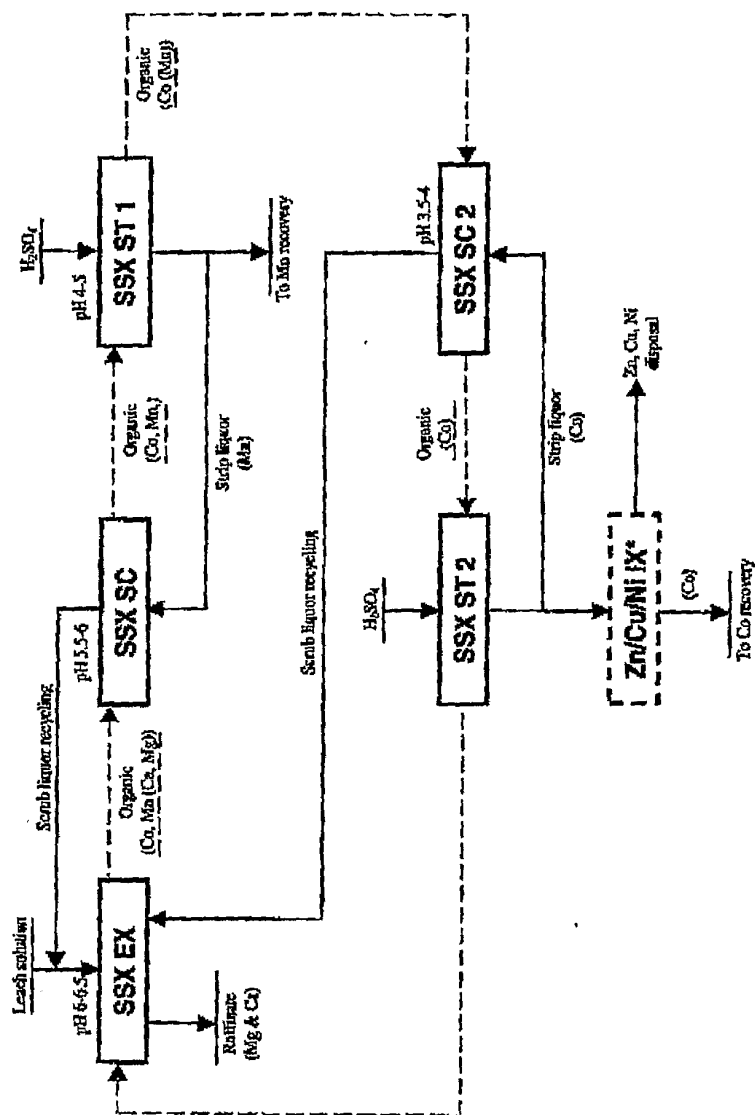 Leach solution
pH 6-6.5
SSX EX
Raffinate
(Mg & Ca)
Scrub liquor recycling
Organic
(Co, Mn (Ca, Mg))
pH 5.5-6
SSX SC
Organic
(Co, Mn,)
Strip liquor
(Mn)
H₂SO₄
pH 4-5
SSX ST 1
To Mn recovery
Organic
(Co (Mn))
Scrub liquor recycling
pH 3.5-4
SSX SC 2
Organic
(Co)
Strip liquor
(Co)
H₂SO₄
SSX ST 2
Zn/Cu/Ni IX*
Zn, Cu, Ni
disposal
(Co)
To Co recovery